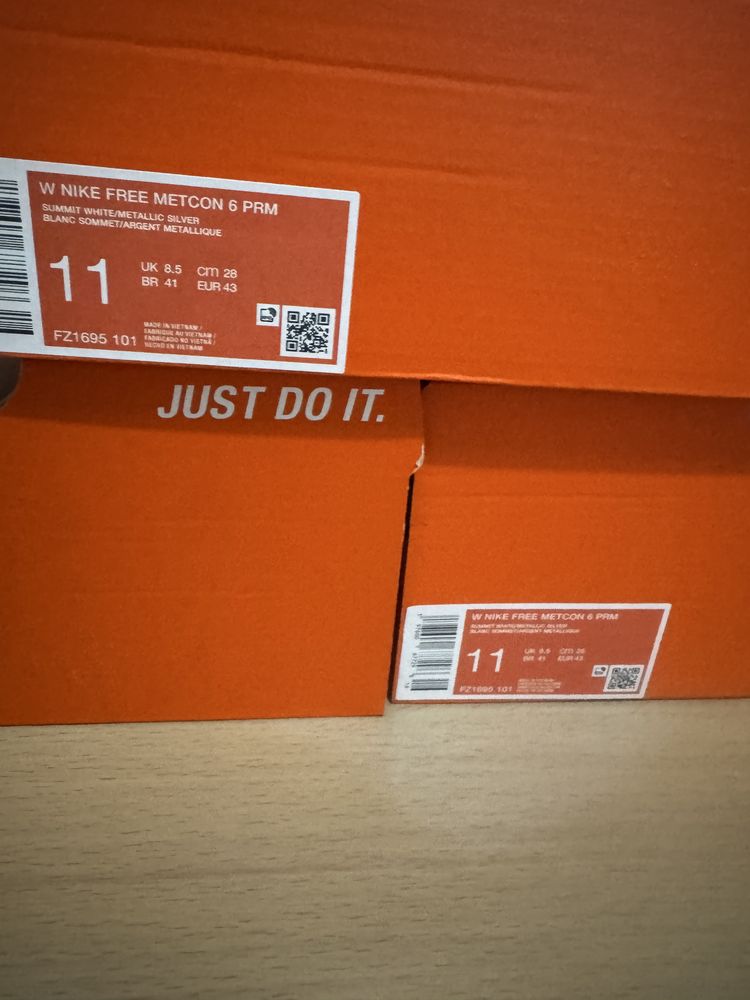 W NIKE FREE METCON 6 PRM
SUMMIT WHITE/METALLIC SILVER
BLANC SOMMET/ARGENT METALLIQUE
11
UK 8.5 cm 28
BR 41 EUR 43
FZ1695 101
MADE IN VIETNAM /
FABRIQUE AU VIETNAM /
FABRICADO NO VIETNÃ /
HECHO EN VIETNAM
JUST DO IT.
W NIKE FREE METCON 6 PRM
SUMMIT WHITE/METALLIC SILVER
BLANC SOMMET/ARGENT METALLIQUE
11
UK 8.5 cm 28
BR 41 EUR 43
FZ1695 101